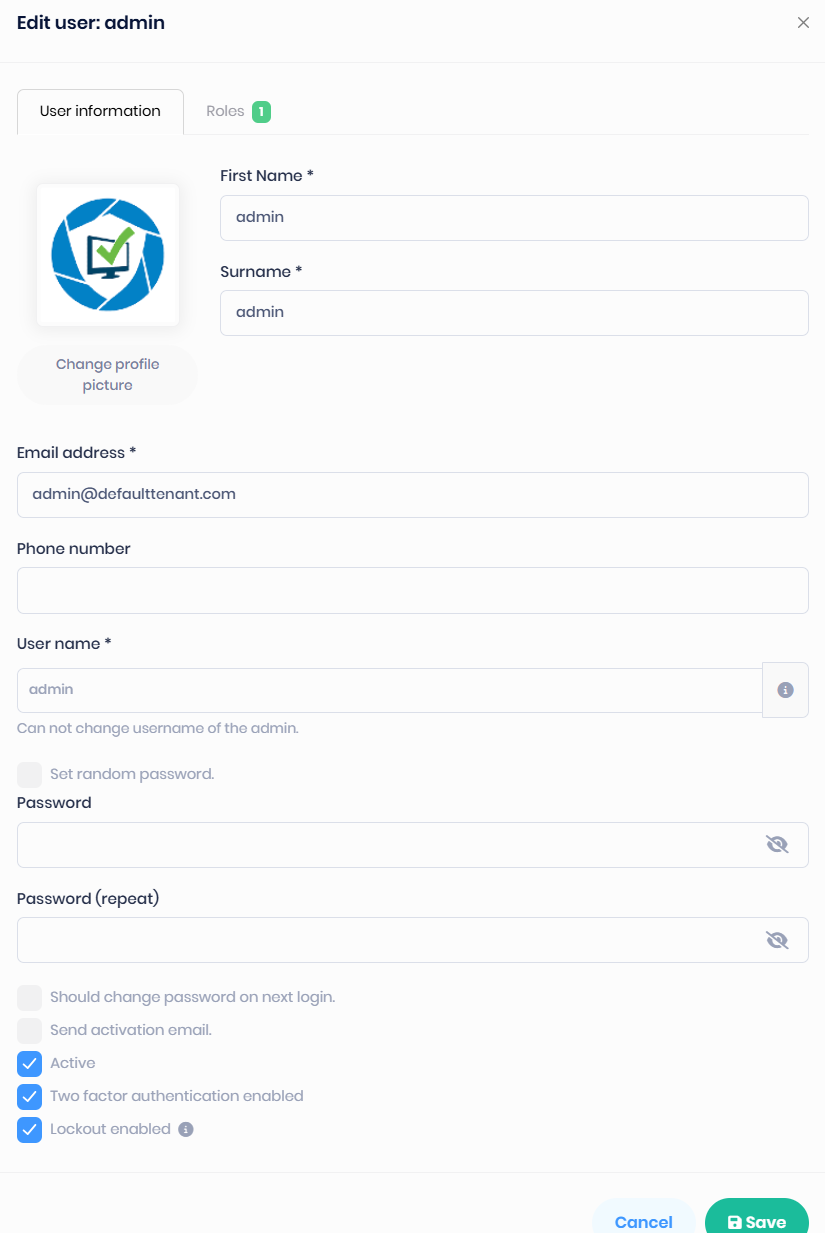 Edit user: admin
User information
Roles 1
First Name *
admin
Surname *
admin
Change profile
picture
Email address *
admin@defaulttenant.com
Phone number
User name *
admin
Can not change username of the admin.
Set random password.
Password
Password (repeat)
Should change password on next login.
Send activation email.
Active
Two factor authentication enabled
Lockout enabled
Cancel
Save